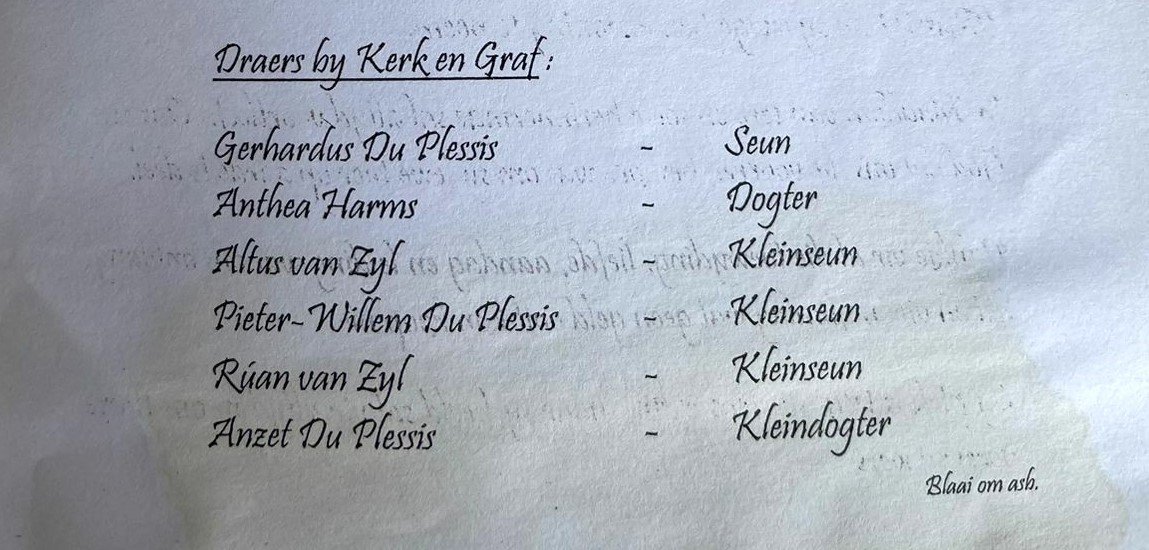 Draers by Kerk en Graf:
Gerhardus Du Plessis - Seun
Anthea Harms - Dogter
Altus van Zyl - Kleinseun
Pieter-Willem Du Plessis - Kleinseun
Rúan van Zyl - Kleinseun
Anzet Du Plessis - Kleindogter
Blaai om asb.